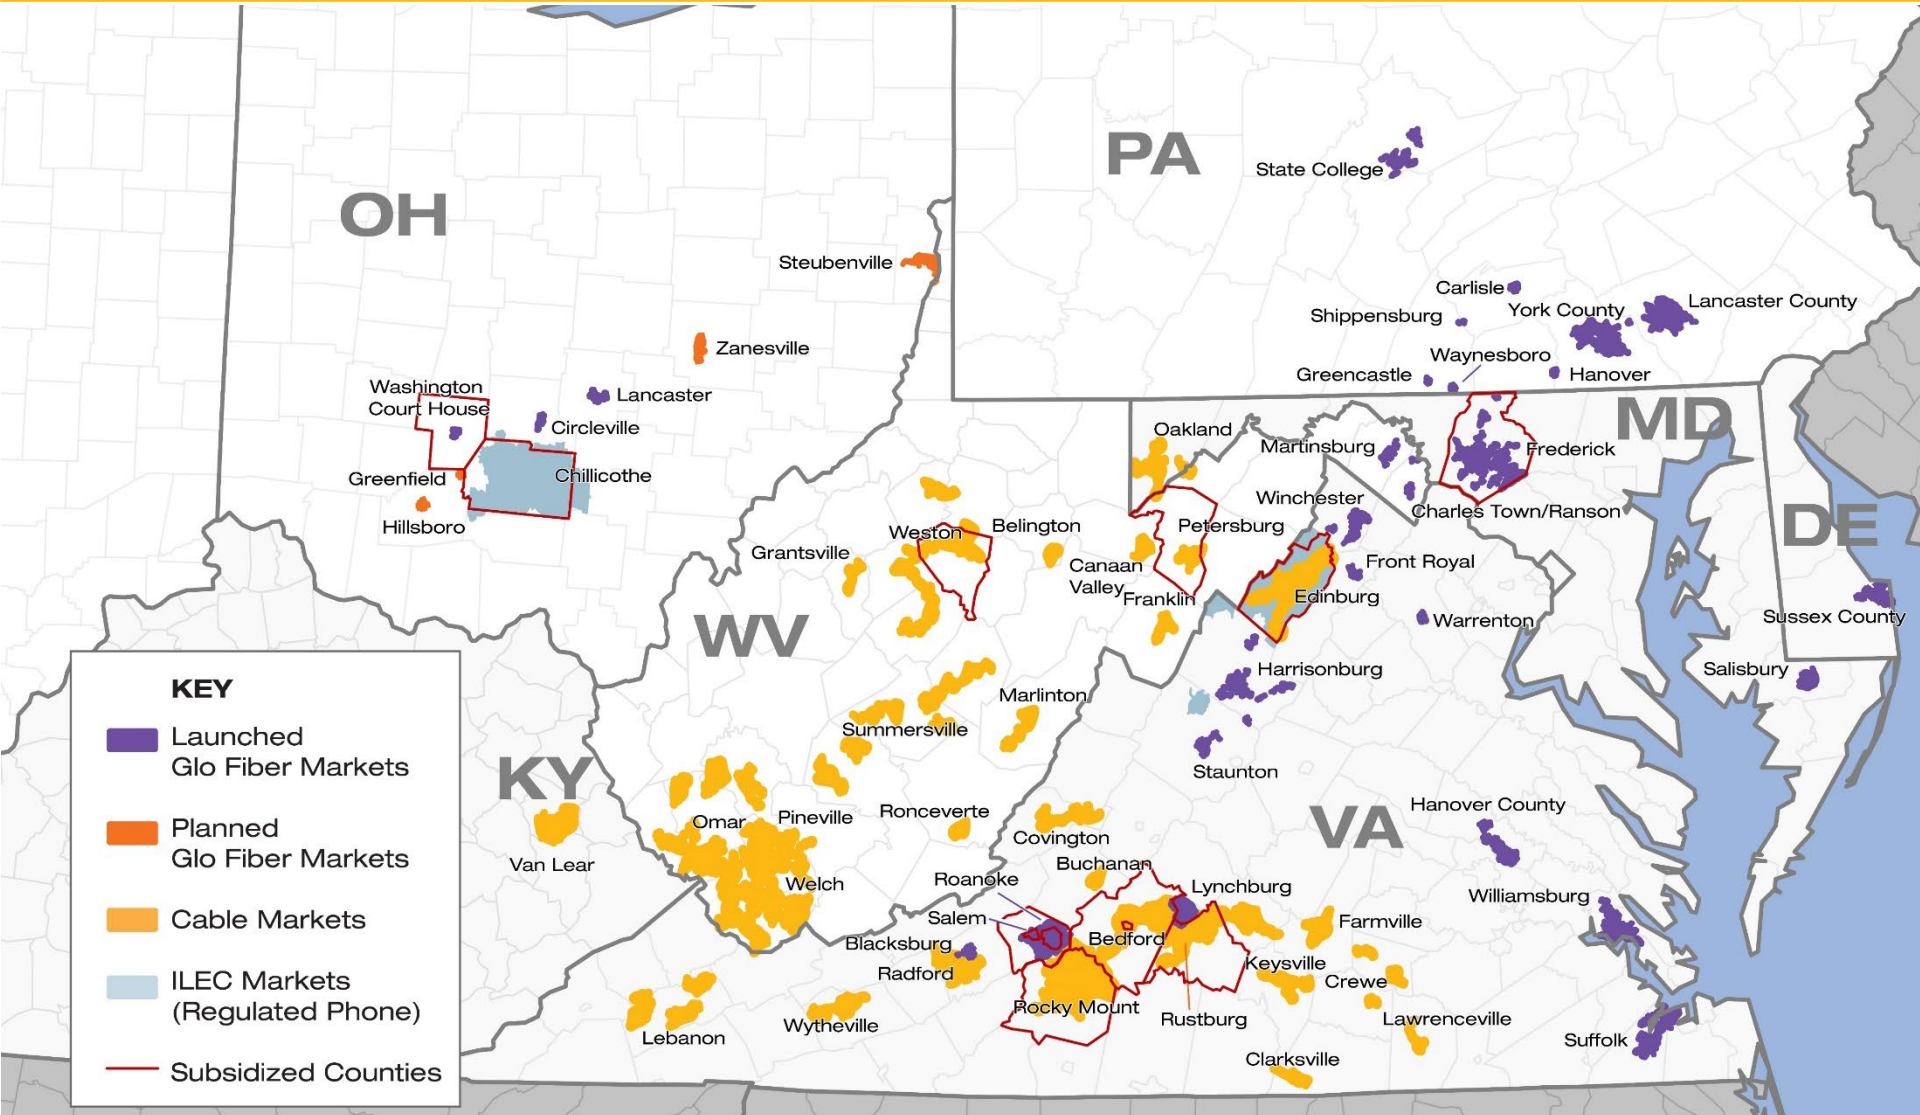 OH
PA
State College
Steubenville
Carlisle
York County
Lancaster County
Shippensburg
Zanesville
Waynesboro
Greencastle
Hanover
Washington
Court House
Lancaster
Circleville
MD
Oakland
Martinsburg
Frederick
Greenfield
Chillicothe
Hillsboro
Winchester
Charles Town/Ranson
Weston
Belington
Petersburg
DE
Grantsville
Canaan
Valley
Front Royal
Franklin
Edinburg
Warrenton
Sussex County
WV
Harrisonburg
Salisbury
Marlinton
Summersville
Staunton
KY
VA
Hanover County
Omar
Pineville
Ronceverte
Covington
Van Lear
Buchanan
Welch
Roanoke
Lynchburg
Williamsburg
Salem
Farmville
Blacksburg
Bedford
Radford
Keysville
Crewe
Rocky Mount
Rustburg
Lawrenceville
Wytheville
Lebanon
Suffolk
Clarksville
KEY
Launched
Glo Fiber Markets
Planned
Glo Fiber Markets
Cable Markets
ILEC Markets
(Regulated Phone)
Subsidized Counties